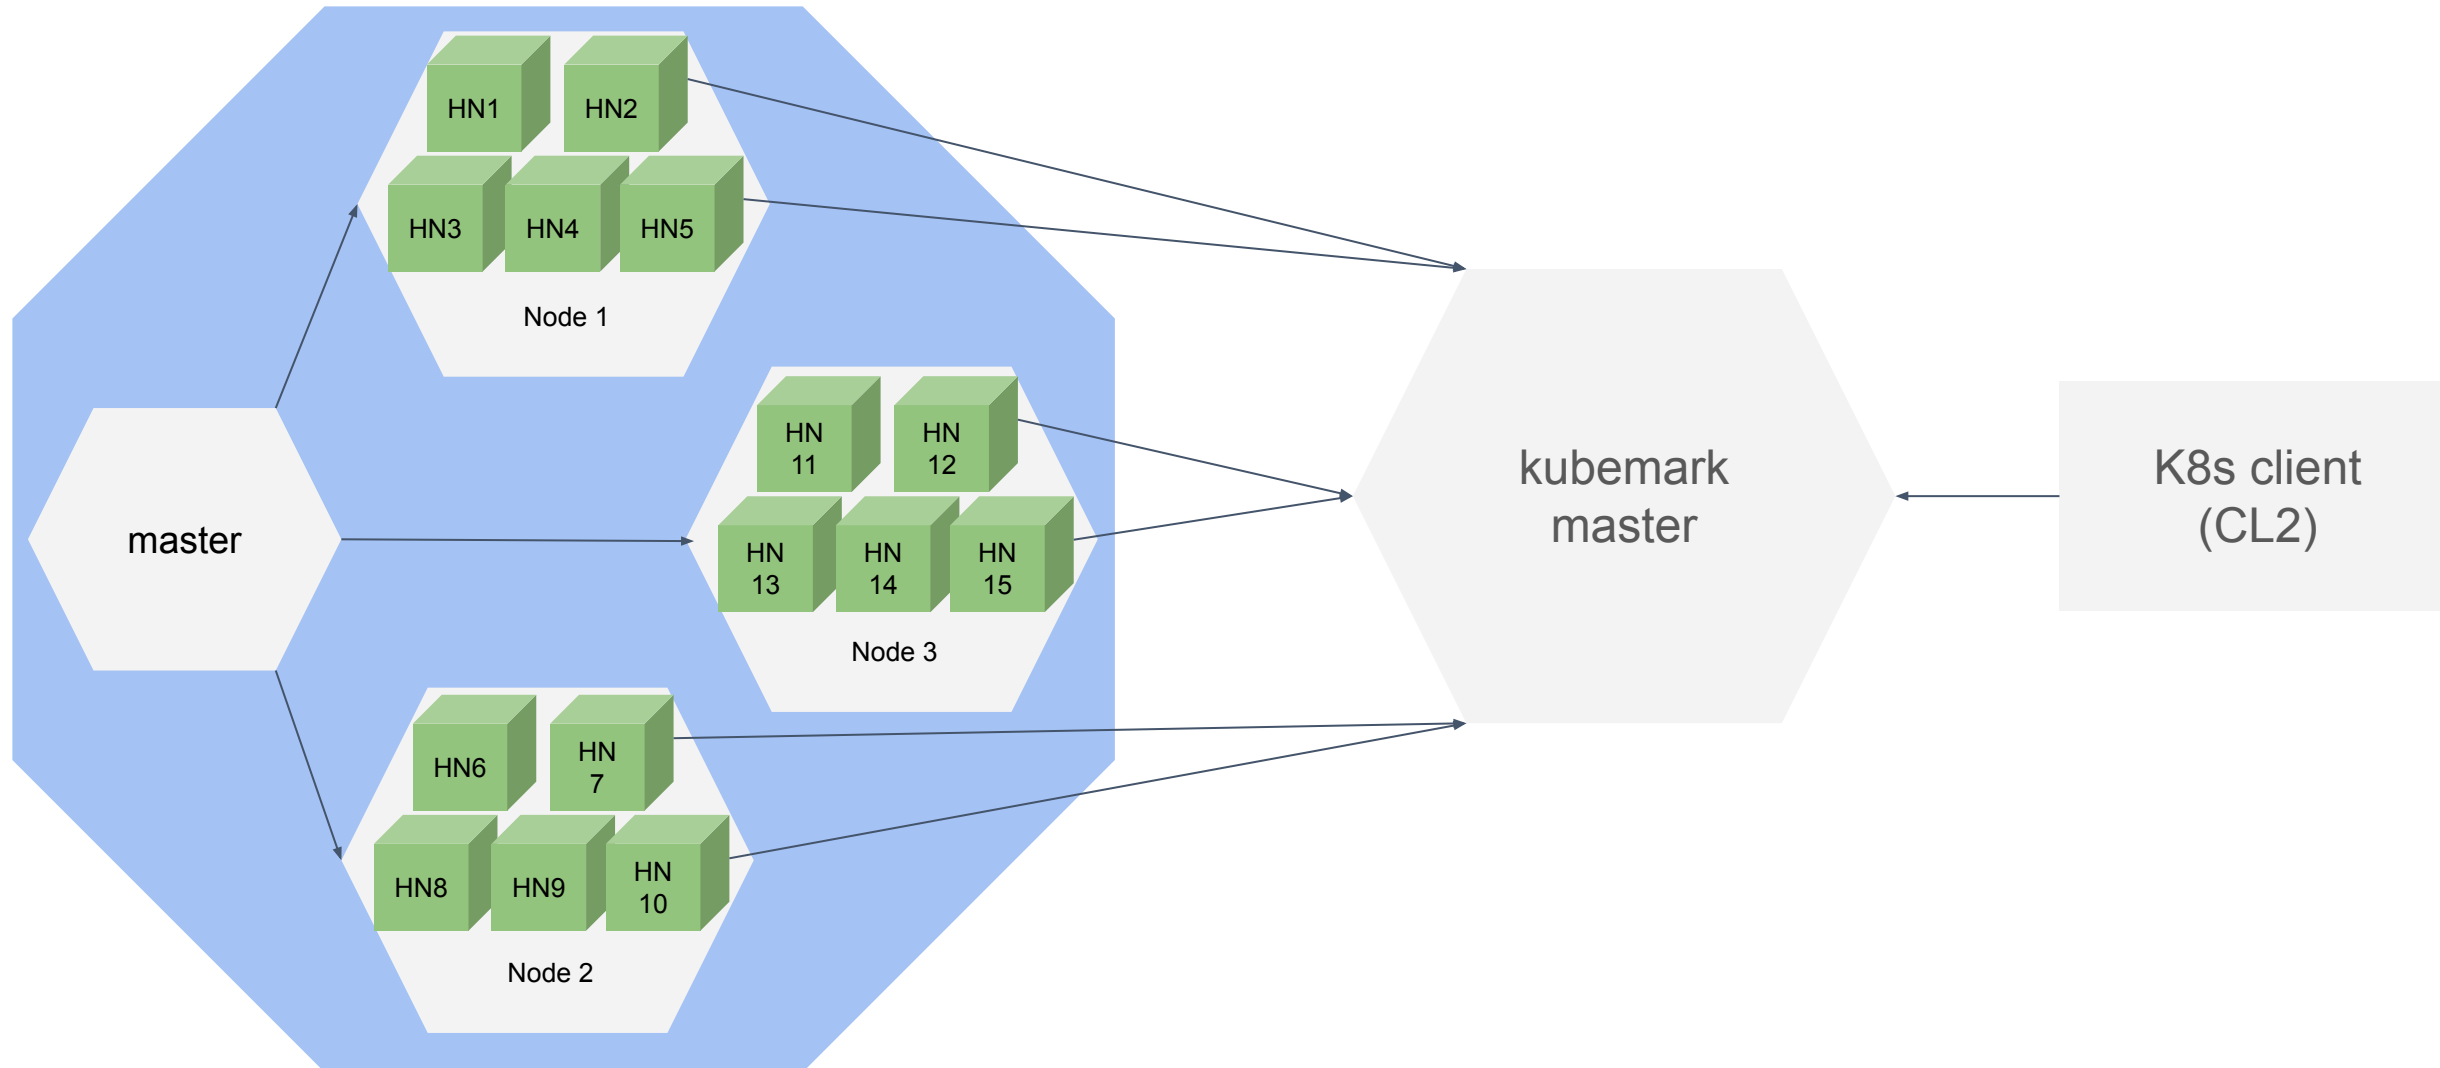 HN1
HN2
HN3
HN4
HN5
Node 1
master
HN
11
HN
12
HN
13
HN
14
HN
15
Node 3
HN6
HN
7
HN8
HN9
HN
10
Node 2
kubemark
master
K8s client
(CL2)